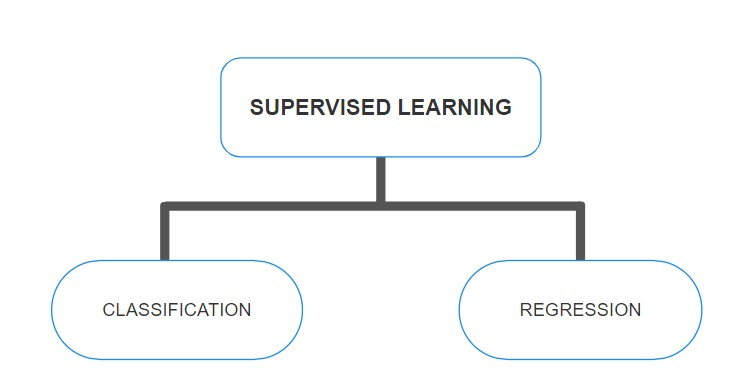 SUPERVISED LEARNING
CLASSIFICATION
REGRESSION